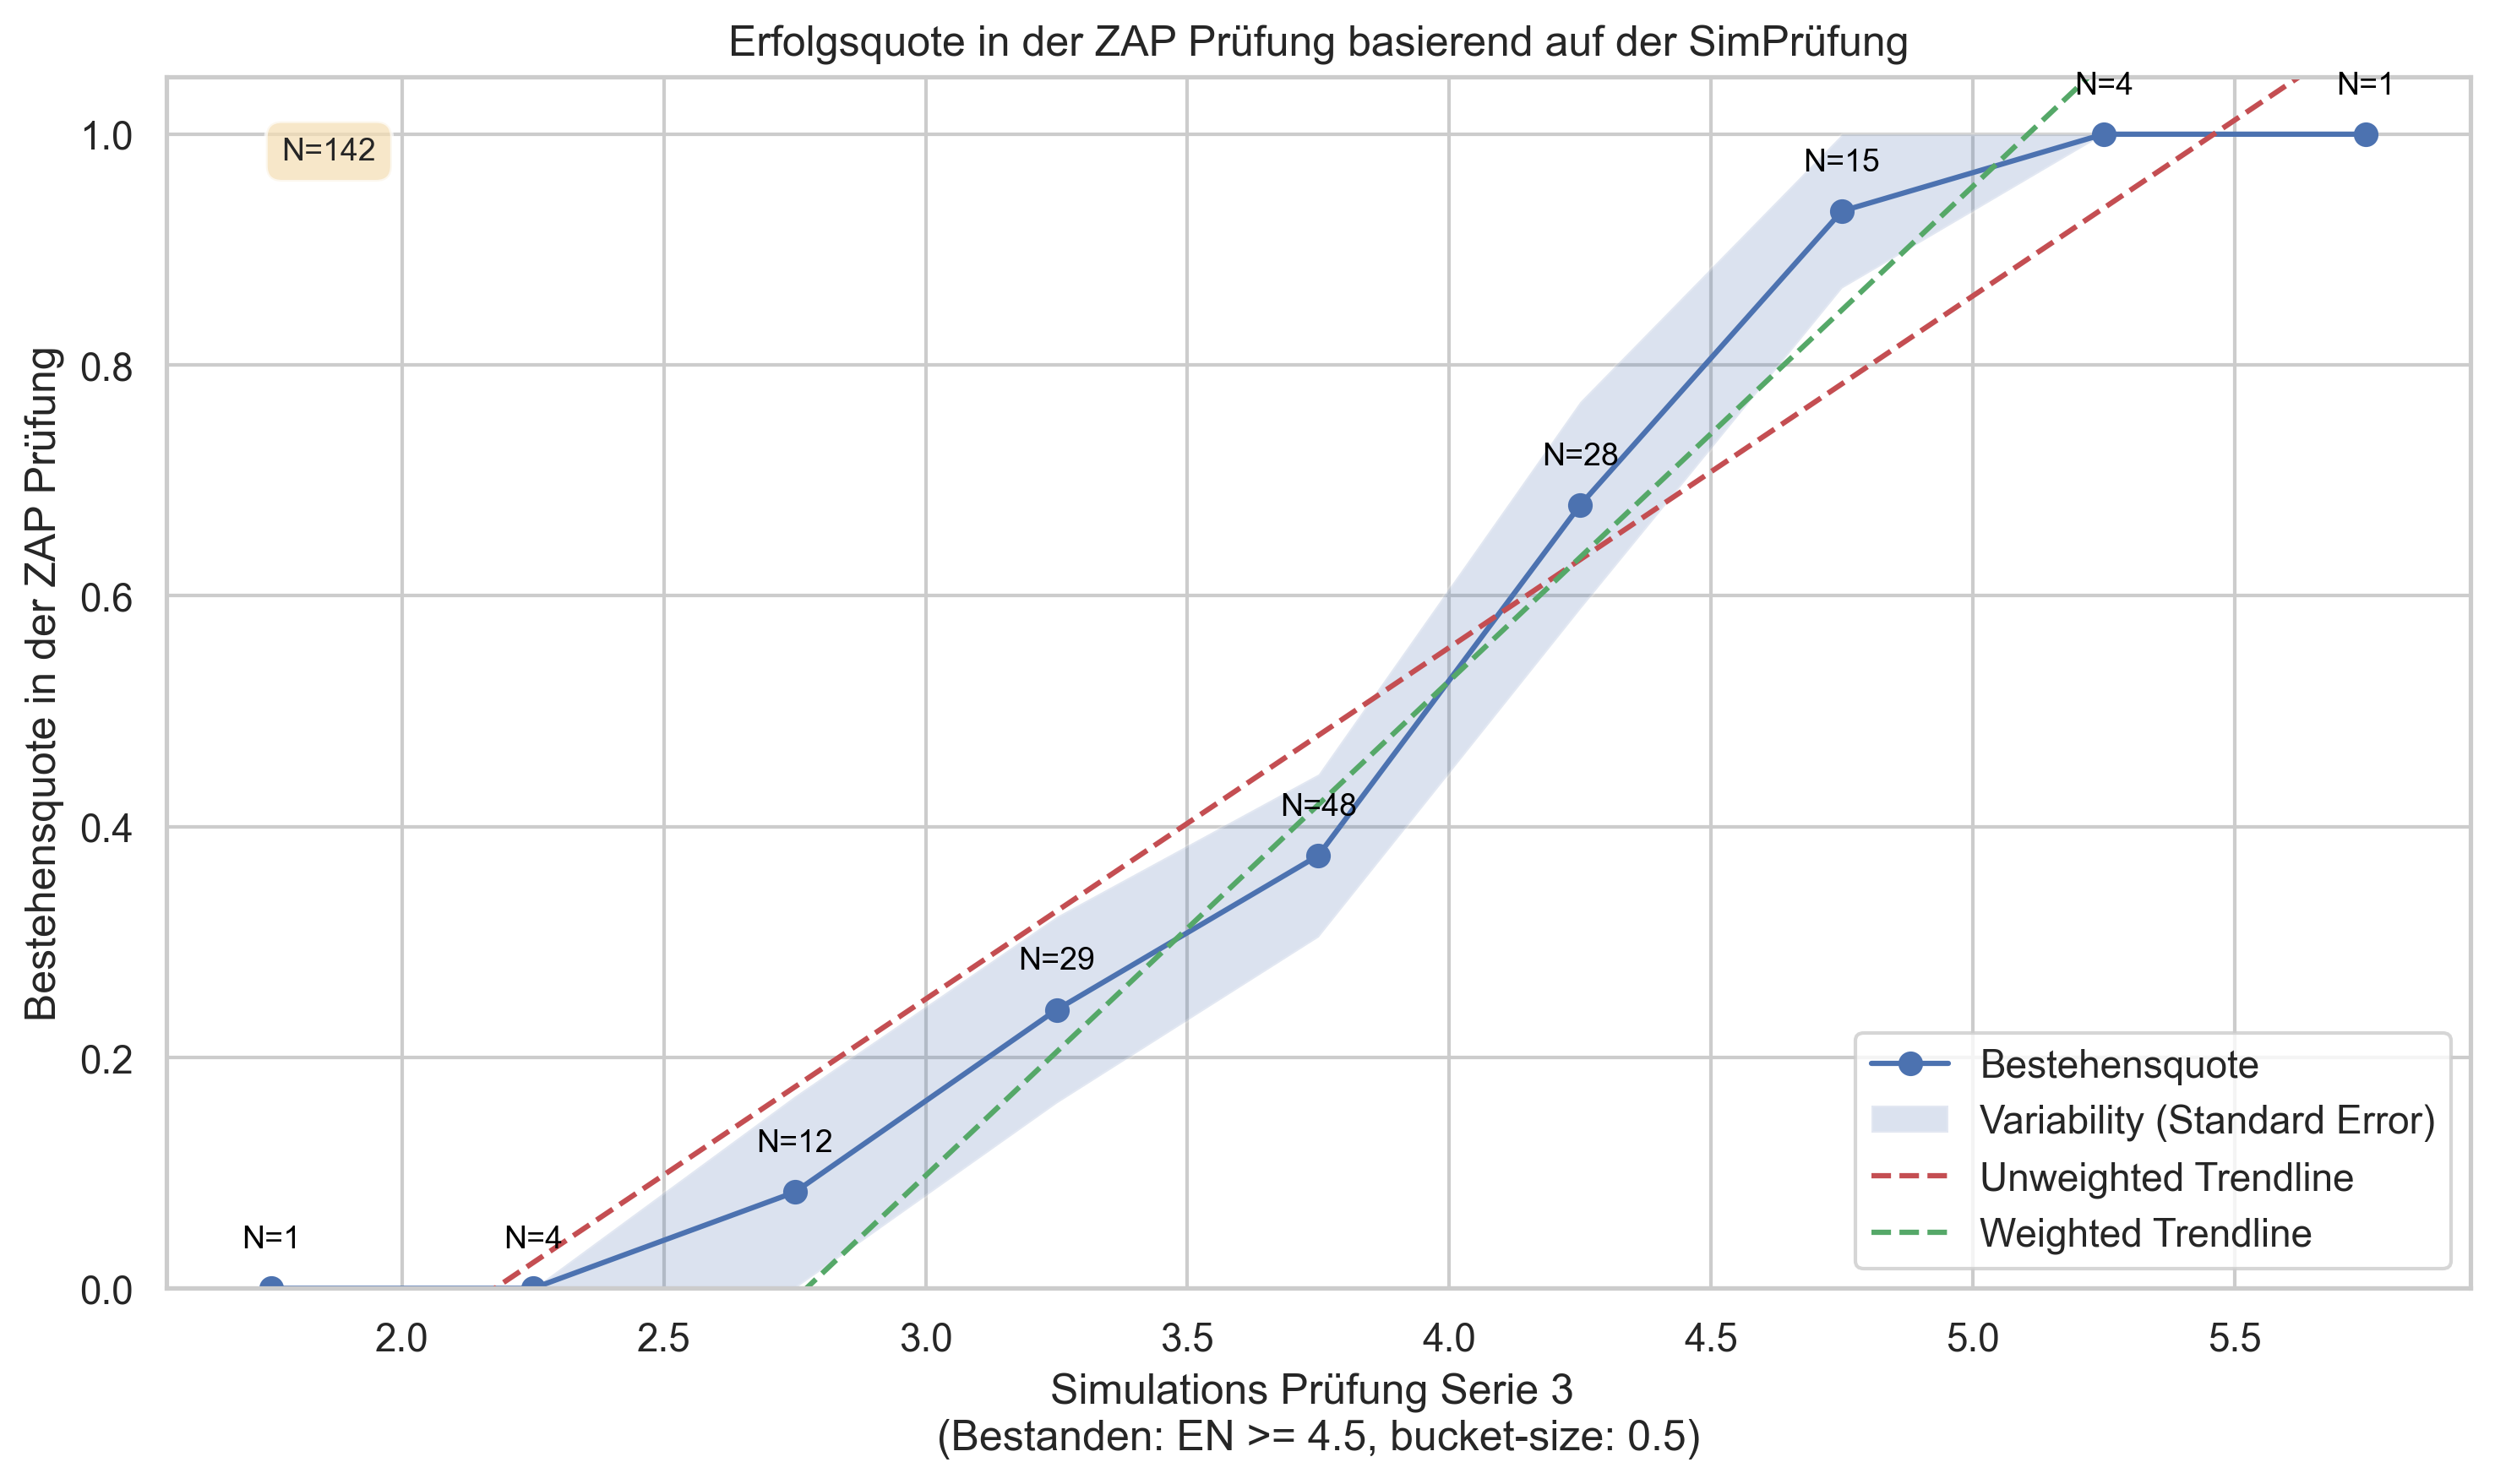 Erfolgsquote in der ZAP Prüfung basierend auf der SimPrüfung
Bestehensquote in der ZAP Prüfung
1.0
0.8
0.6
0.4
0.2
0.0
N=142
N=1
N=4
N=12
N=29
N=48
N=28
N=15
N=4
N=1
Bestehensquote
Variability (Standard Error)
Unweighted Trendline
Weighted Trendline
2.0 2.5 3.0 3.5 4.0 4.5 5.0 5.5
Simulations Prüfung Serie 3
(Bestanden: EN >= 4.5, bucket-size: 0.5)